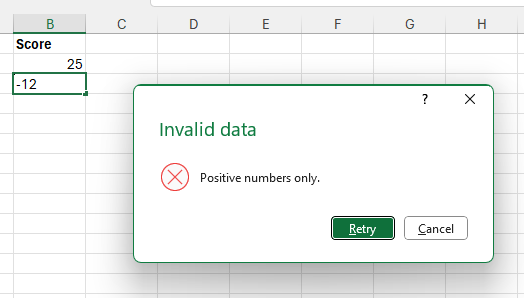 B C D E F G H
Score
25
-12
? ×
Invalid data
Positive numbers only.
Retry Cancel